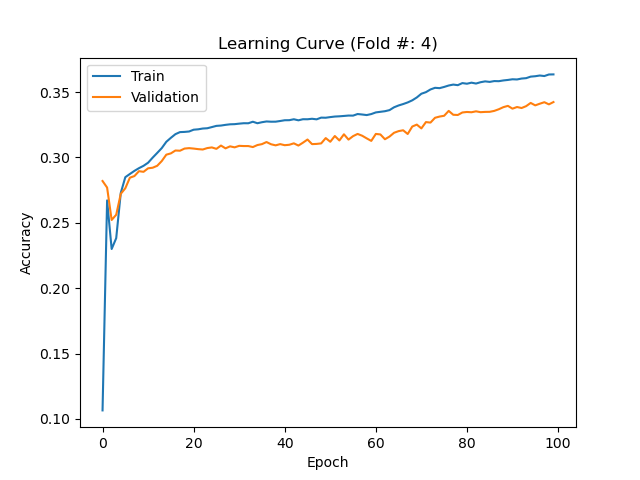 Learning Curve (Fold #: 4)
Train
Validation
Accuracy
0.35
0.30
0.25
0.20
0.15
0.10
0 20 40 60 80 100
Epoch